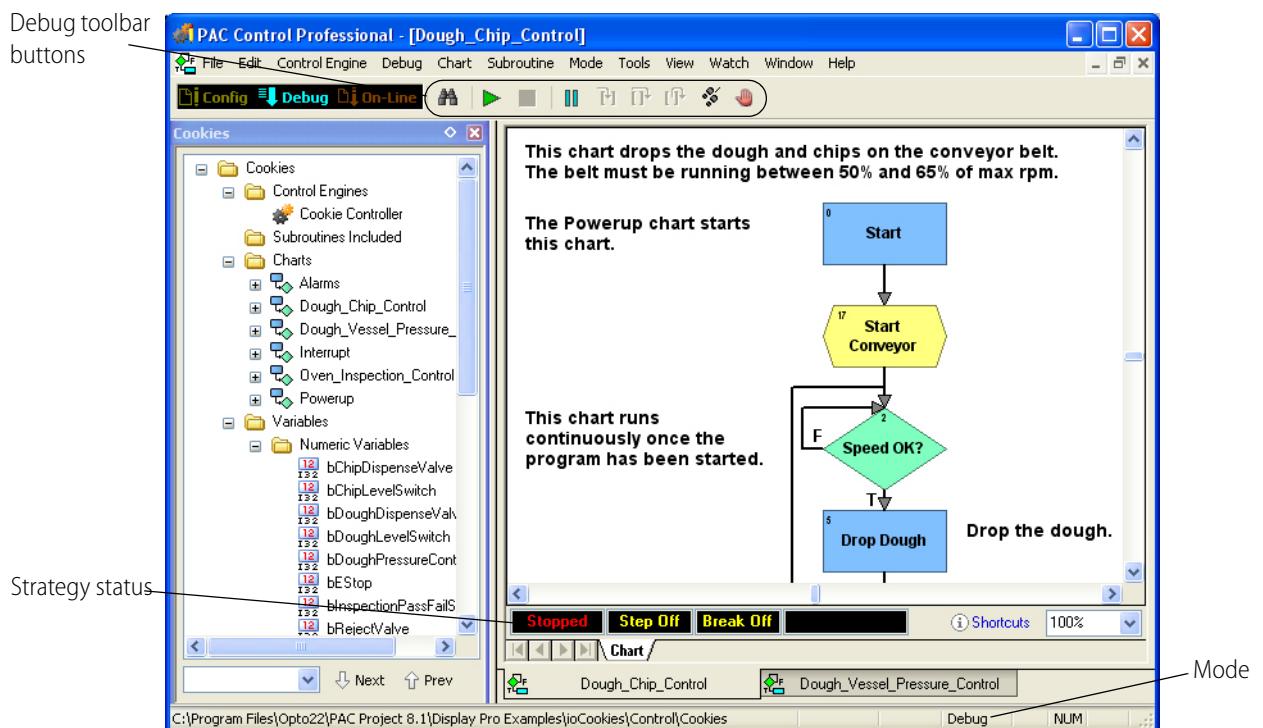 Debug toolbar
buttons
PAC Control Professional - [Dough_Chip_Control]
File Edit Control Engine Debug Chart Subroutine Mode Tools View Watch Window Help
Config Debug On-Line
Cookies
Cookies
Control Engines
Cookie Controller
Subroutines Included
Charts
Alarms
Dough_Chip_Control
Dough_Vessel_Pressure_
Interrupt
Oven_Inspection_Control
Powerup
Variables
Numeric Variables
bChipDispenseValve
bChipLevelSwitch
bDoughDispenseValv
bDoughLevelSwitch
bDoughPressureCont
bEStop
bInspectionPassFailS
bRejectValve
Next Prev
This chart drops the dough and chips on the conveyor belt.
The belt must be running between 50% and 65% of max rpm.
The Powerup chart starts
this chart.
0
Start
17
Start
Conveyor
This chart runs
continuously once the
program has been started.
2
Speed OK?
F
T
5
Drop Dough
Drop the dough.
Strategy status
Stopped Step Off Break Off Shortcuts 100%
Chart
Dough_Chip_Control Dough_Vessel_Pressure_Control
Mode
C:\Program Files\Opto22\PAC Project 8.1\Display Pro Examples\ioCookies\Control\Cookies Debug NUM